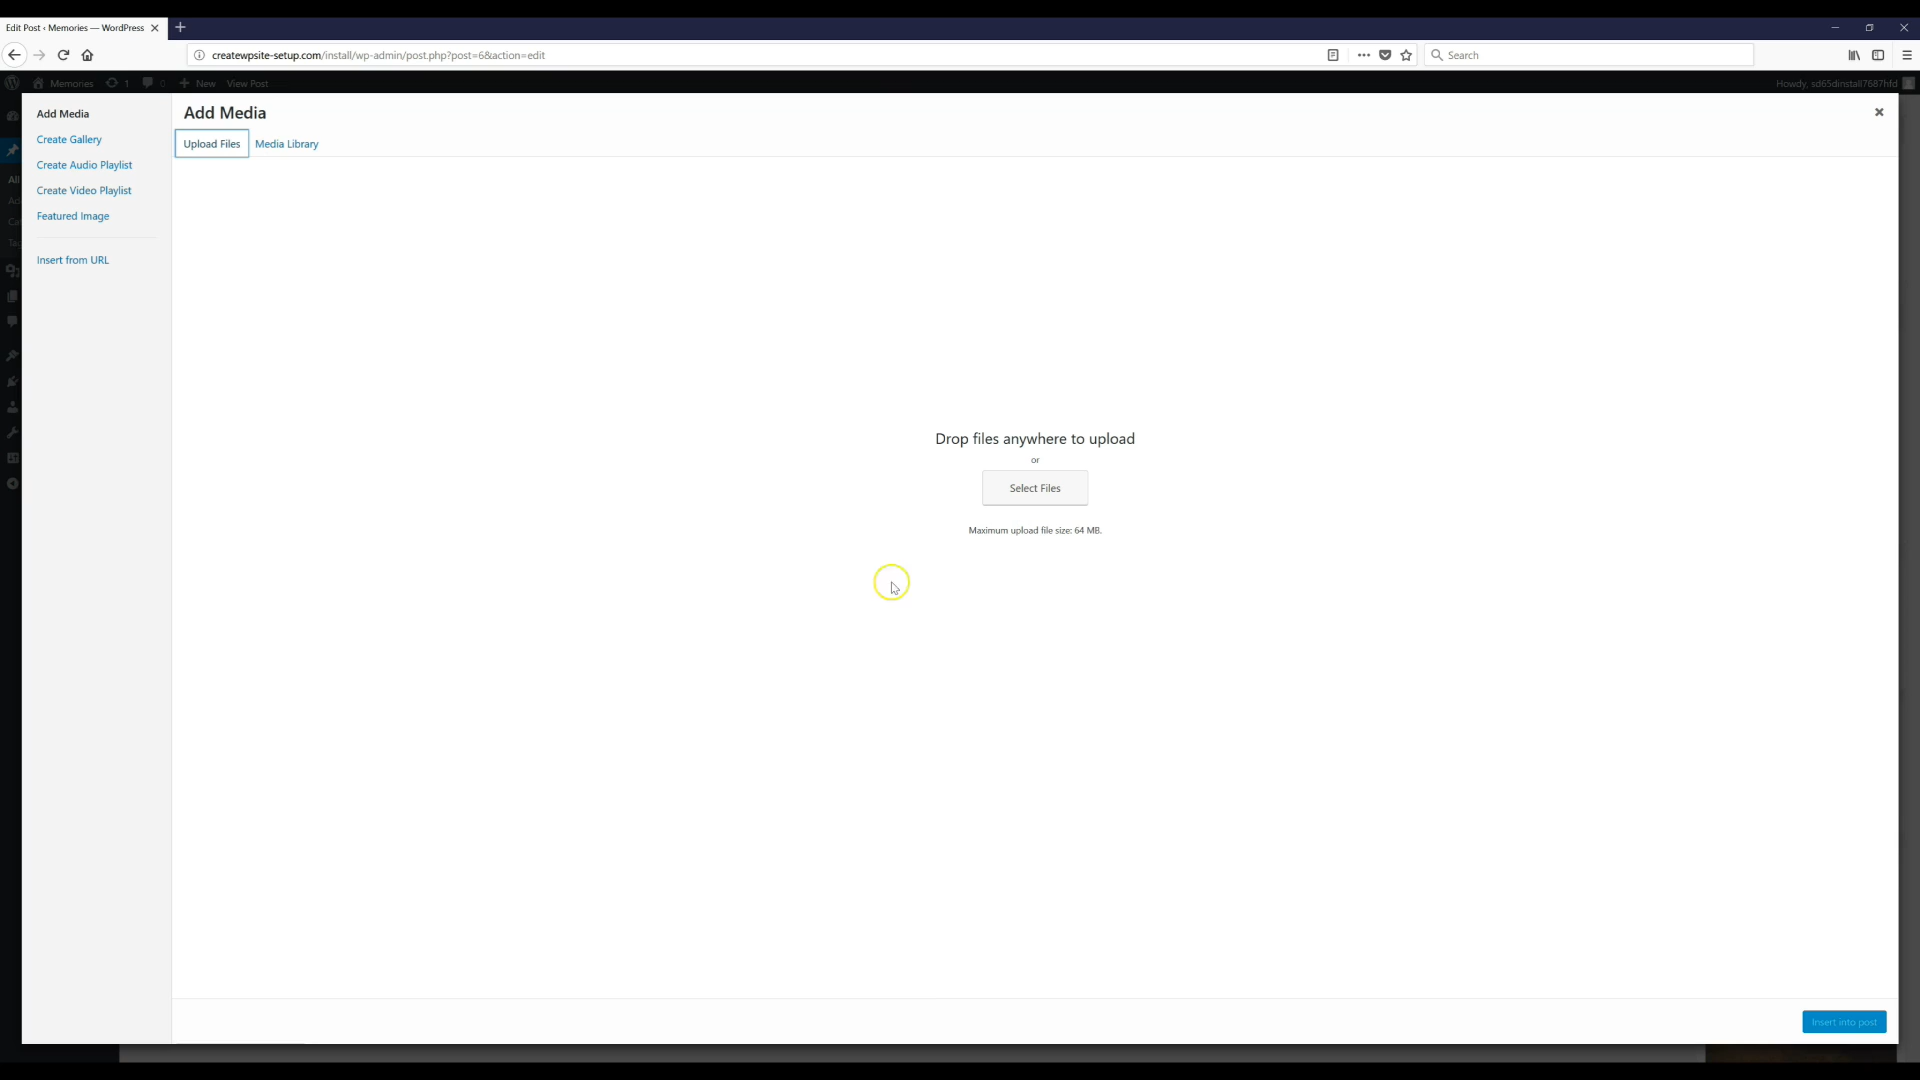 Edit Post ‹ Memories — WordPress
createwpsite-setup.com/install/wp-admin/post.php?post=6&action=edit
Search
Memories 1 0 New View Post
Howdy, sd65dinstall7687hfd
Add Media
Create Gallery
Create Audio Playlist
Create Video Playlist
Featured Image
Insert from URL
Add Media
Upload Files Media Library
All
Drop files anywhere to upload
or
Select Files
Maximum upload file size: 64 MB.
Insert into post